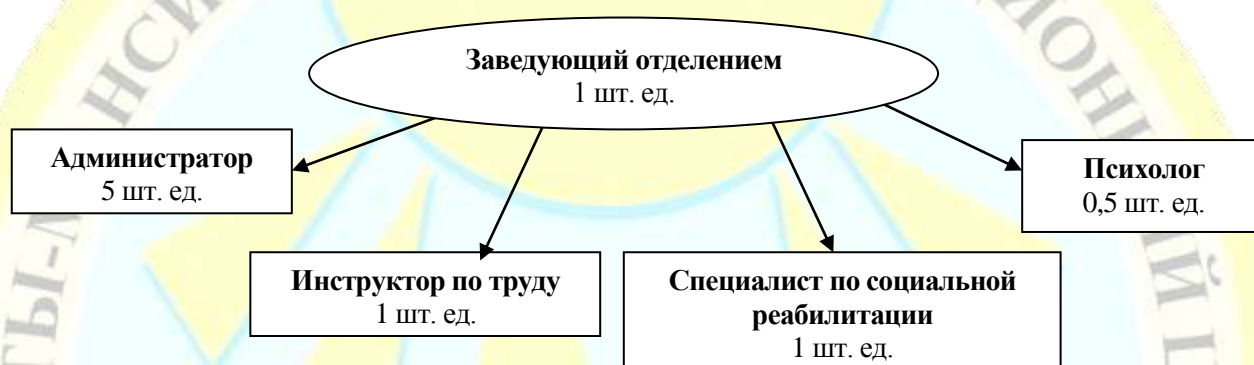 Заведующий отделением
1 шт. ед.
Администратор
5 шт. ед.
Психолог
0,5 шт. ед.
Инструктор по труду
1 шт. ед.
Специалист по социальной
реабилитации
1 шт. ед.